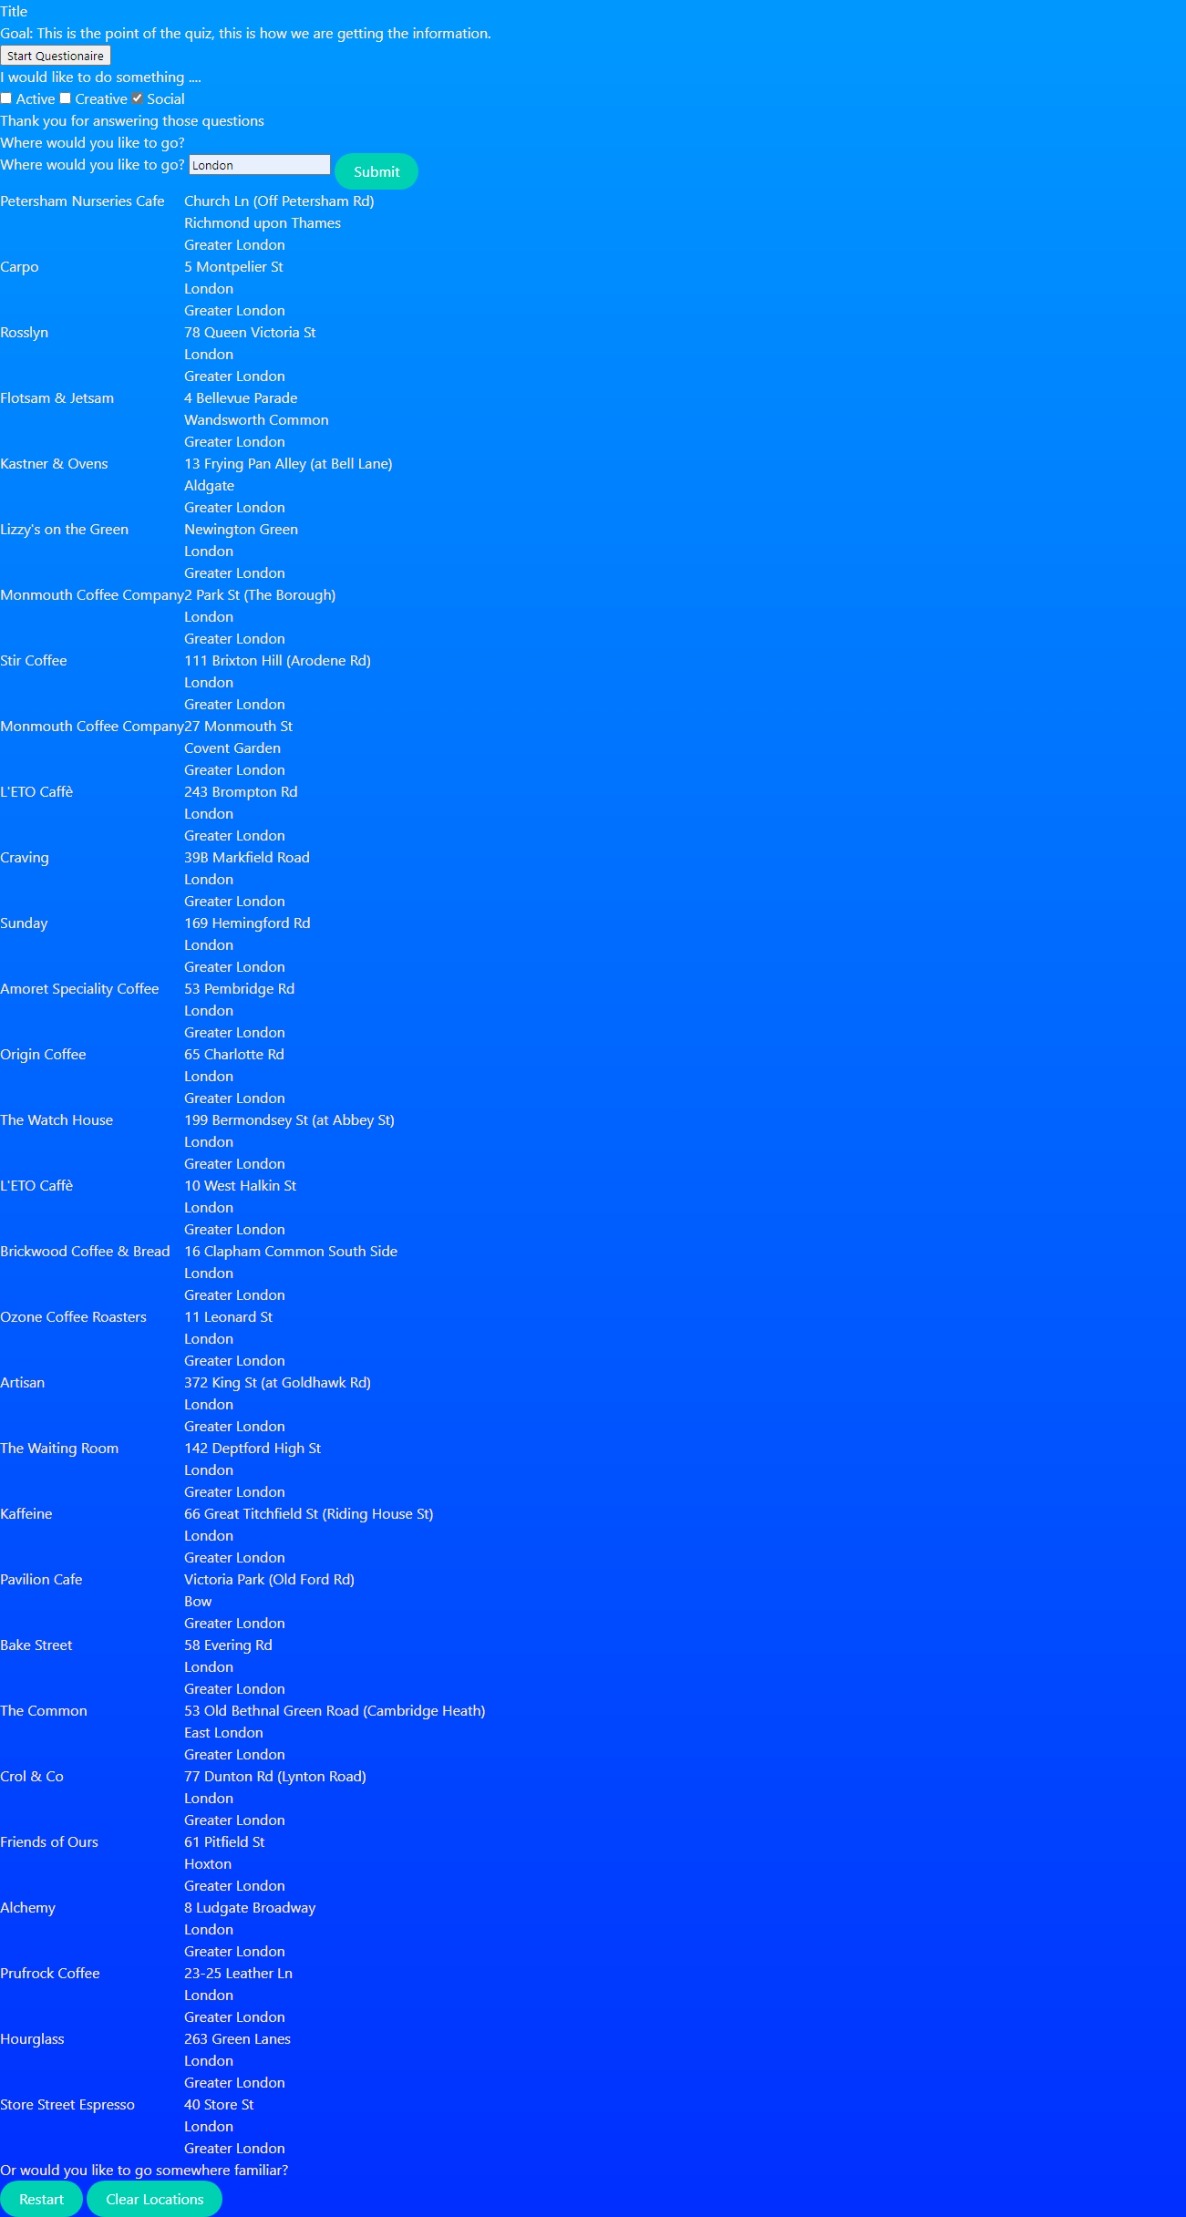 Title
Goal: This is the point of the quiz, this is how we are getting the information.
Start Questionaire
I would like to do something ....
Active Creative Social
Thank you for answering those questions
Where would you like to go?
Where would you like to go? London Submit
Petersham Nurseries Cafe Church Ln (Off Petersham Rd)
Richmond upon Thames
Greater London
Carpo 5 Montpelier St
London
Greater London
Rosslyn 78 Queen Victoria St
London
Greater London
Flotsam & Jetsam 4 Bellevue Parade
Wandsworth Common
Greater London
Kastner & Ovens 13 Frying Pan Alley (at Bell Lane)
Aldgate
Greater London
Lizzy's on the Green Newington Green
London
Greater London
Monmouth Coffee Company 2 Park St (The Borough)
London
Greater London
Stir Coffee 111 Brixton Hill (Arodene Rd)
London
Greater London
Monmouth Coffee Company 27 Monmouth St
Covent Garden
Greater London
L'ETO Caffè 243 Brompton Rd
London
Greater London
Craving 39B Markfield Road
London
Greater London
Sunday 169 Hemingford Rd
London
Greater London
Amoret Speciality Coffee 53 Pembridge Rd
London
Greater London
Origin Coffee 65 Charlotte Rd
London
Greater London
The Watch House 199 Bermondsey St (at Abbey St)
London
Greater London
L'ETO Caffè 10 West Halkin St
London
Greater London
Brickwood Coffee & Bread 16 Clapham Common South Side
London
Greater London
Ozone Coffee Roasters 11 Leonard St
London
Greater London
Artisan 372 King St (at Goldhawk Rd)
London
Greater London
The Waiting Room 142 Deptford High St
London
Greater London
Kaffeine 66 Great Titchfield St (Riding House St)
London
Greater London
Pavilion Cafe Victoria Park (Old Ford Rd)
Bow
Greater London
Bake Street 58 Evering Rd
London
Greater London
The Common 53 Old Bethnal Green Road (Cambridge Heath)
East London
Greater London
Crol & Co 77 Dunton Rd (Lynton Road)
London
Greater London
Friends of Ours 61 Pitfield St
Hoxton
Greater London
Alchemy 8 Ludgate Broadway
London
Greater London
Prufrock Coffee 23-25 Leather Ln
London
Greater London
Hourglass 263 Green Lanes
London
Greater London
Store Street Espresso 40 Store St
London
Greater London
Or would you like to go somewhere familiar?
Restart Clear Locations